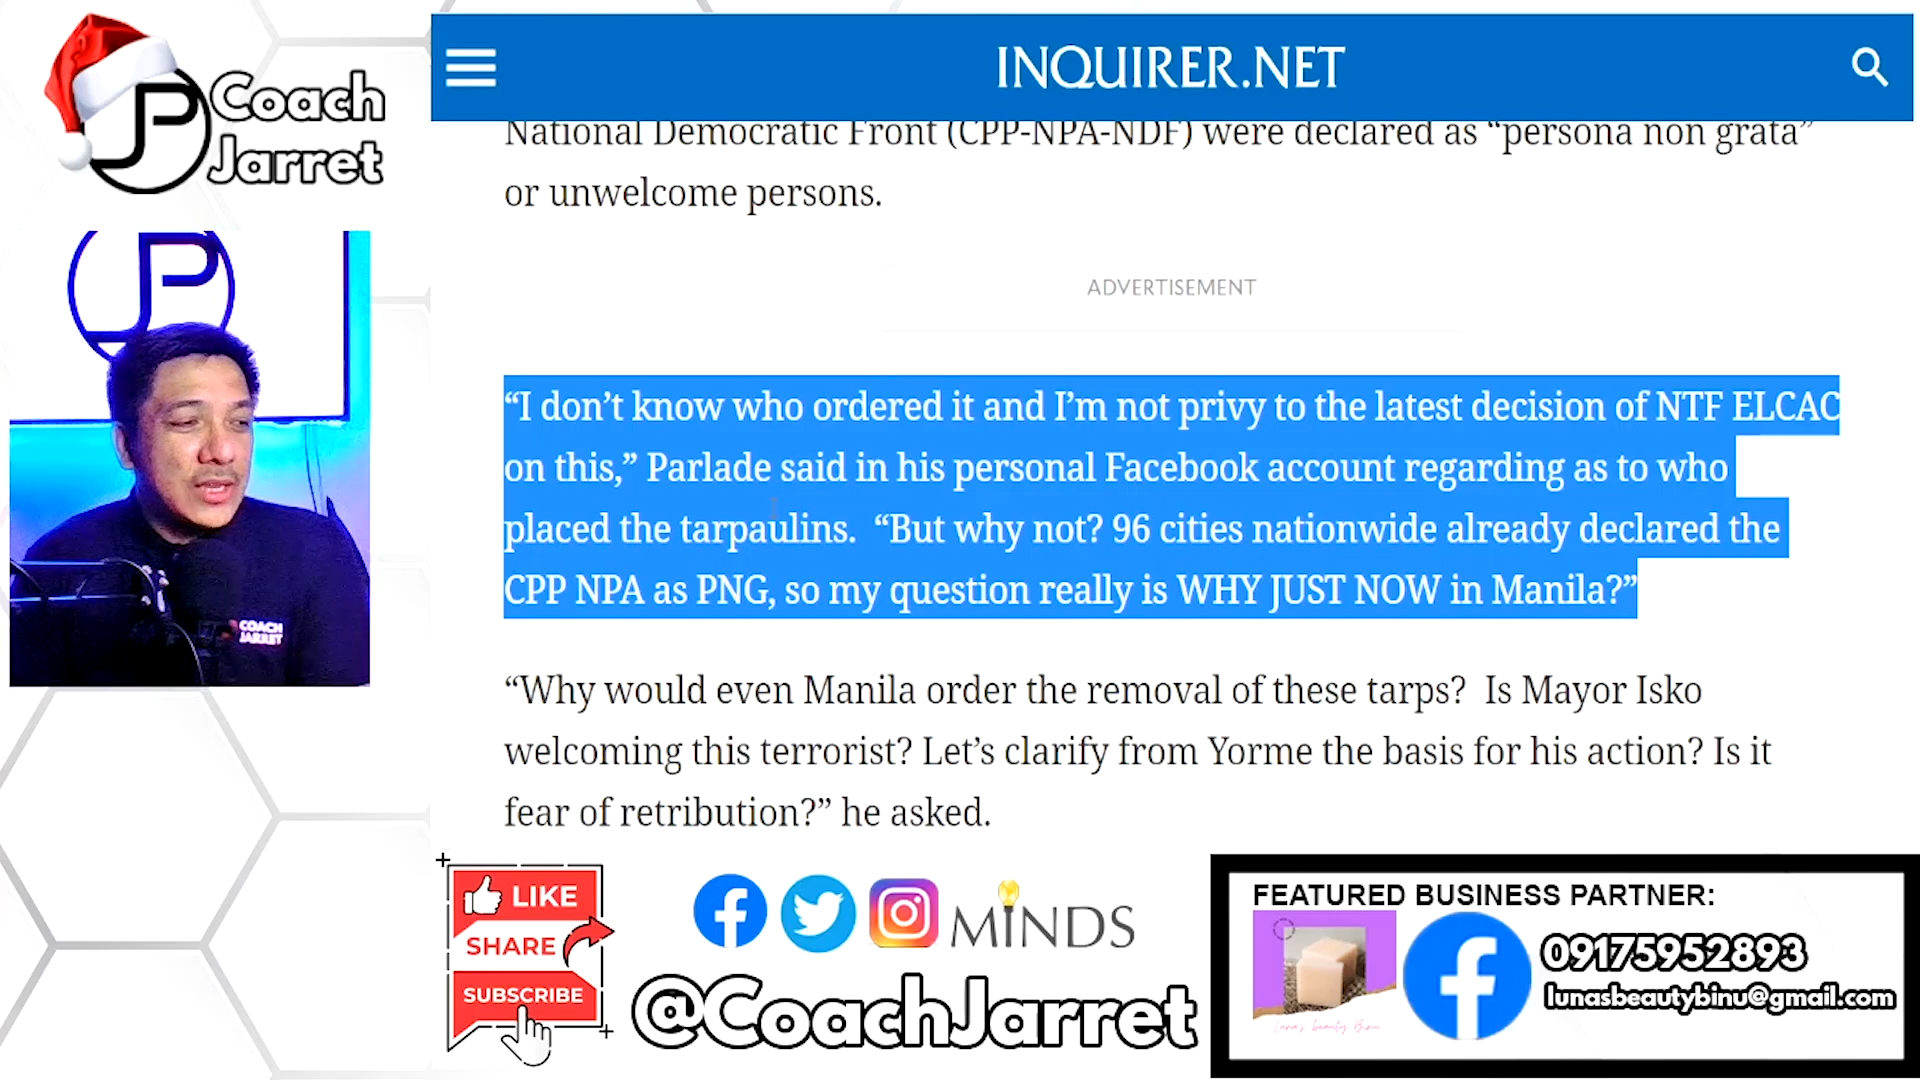 Coach
Jarret
INQUIRER.NET
National Democratic Front (CPP-NPA-NDF) were declared as “persona non grata”
or unwelcome persons.
ADVERTISEMENT
“I don’t know who ordered it and I’m not privy to the latest decision of NTF ELCAC
on this,” Parlade said in his personal Facebook account regarding as to who
placed the tarpaulins.  “But why not? 96 cities nationwide already declared the
CPP NPA as PNG, so my question really is WHY JUST NOW in Manila?”
“Why would even Manila order the removal of these tarps?  Is Mayor Isko
welcoming this terrorist? Let’s clarify from Yorme the basis for his action? Is it
fear of retribution?” he asked.
COACH
JARRET
LIKE
SHARE
SUBSCRIBE
MINDS
@CoachJarret
FEATURED BUSINESS PARTNER:
09175952893
lunasbeautybinu@gmail.com
Luna's Beauty Binu